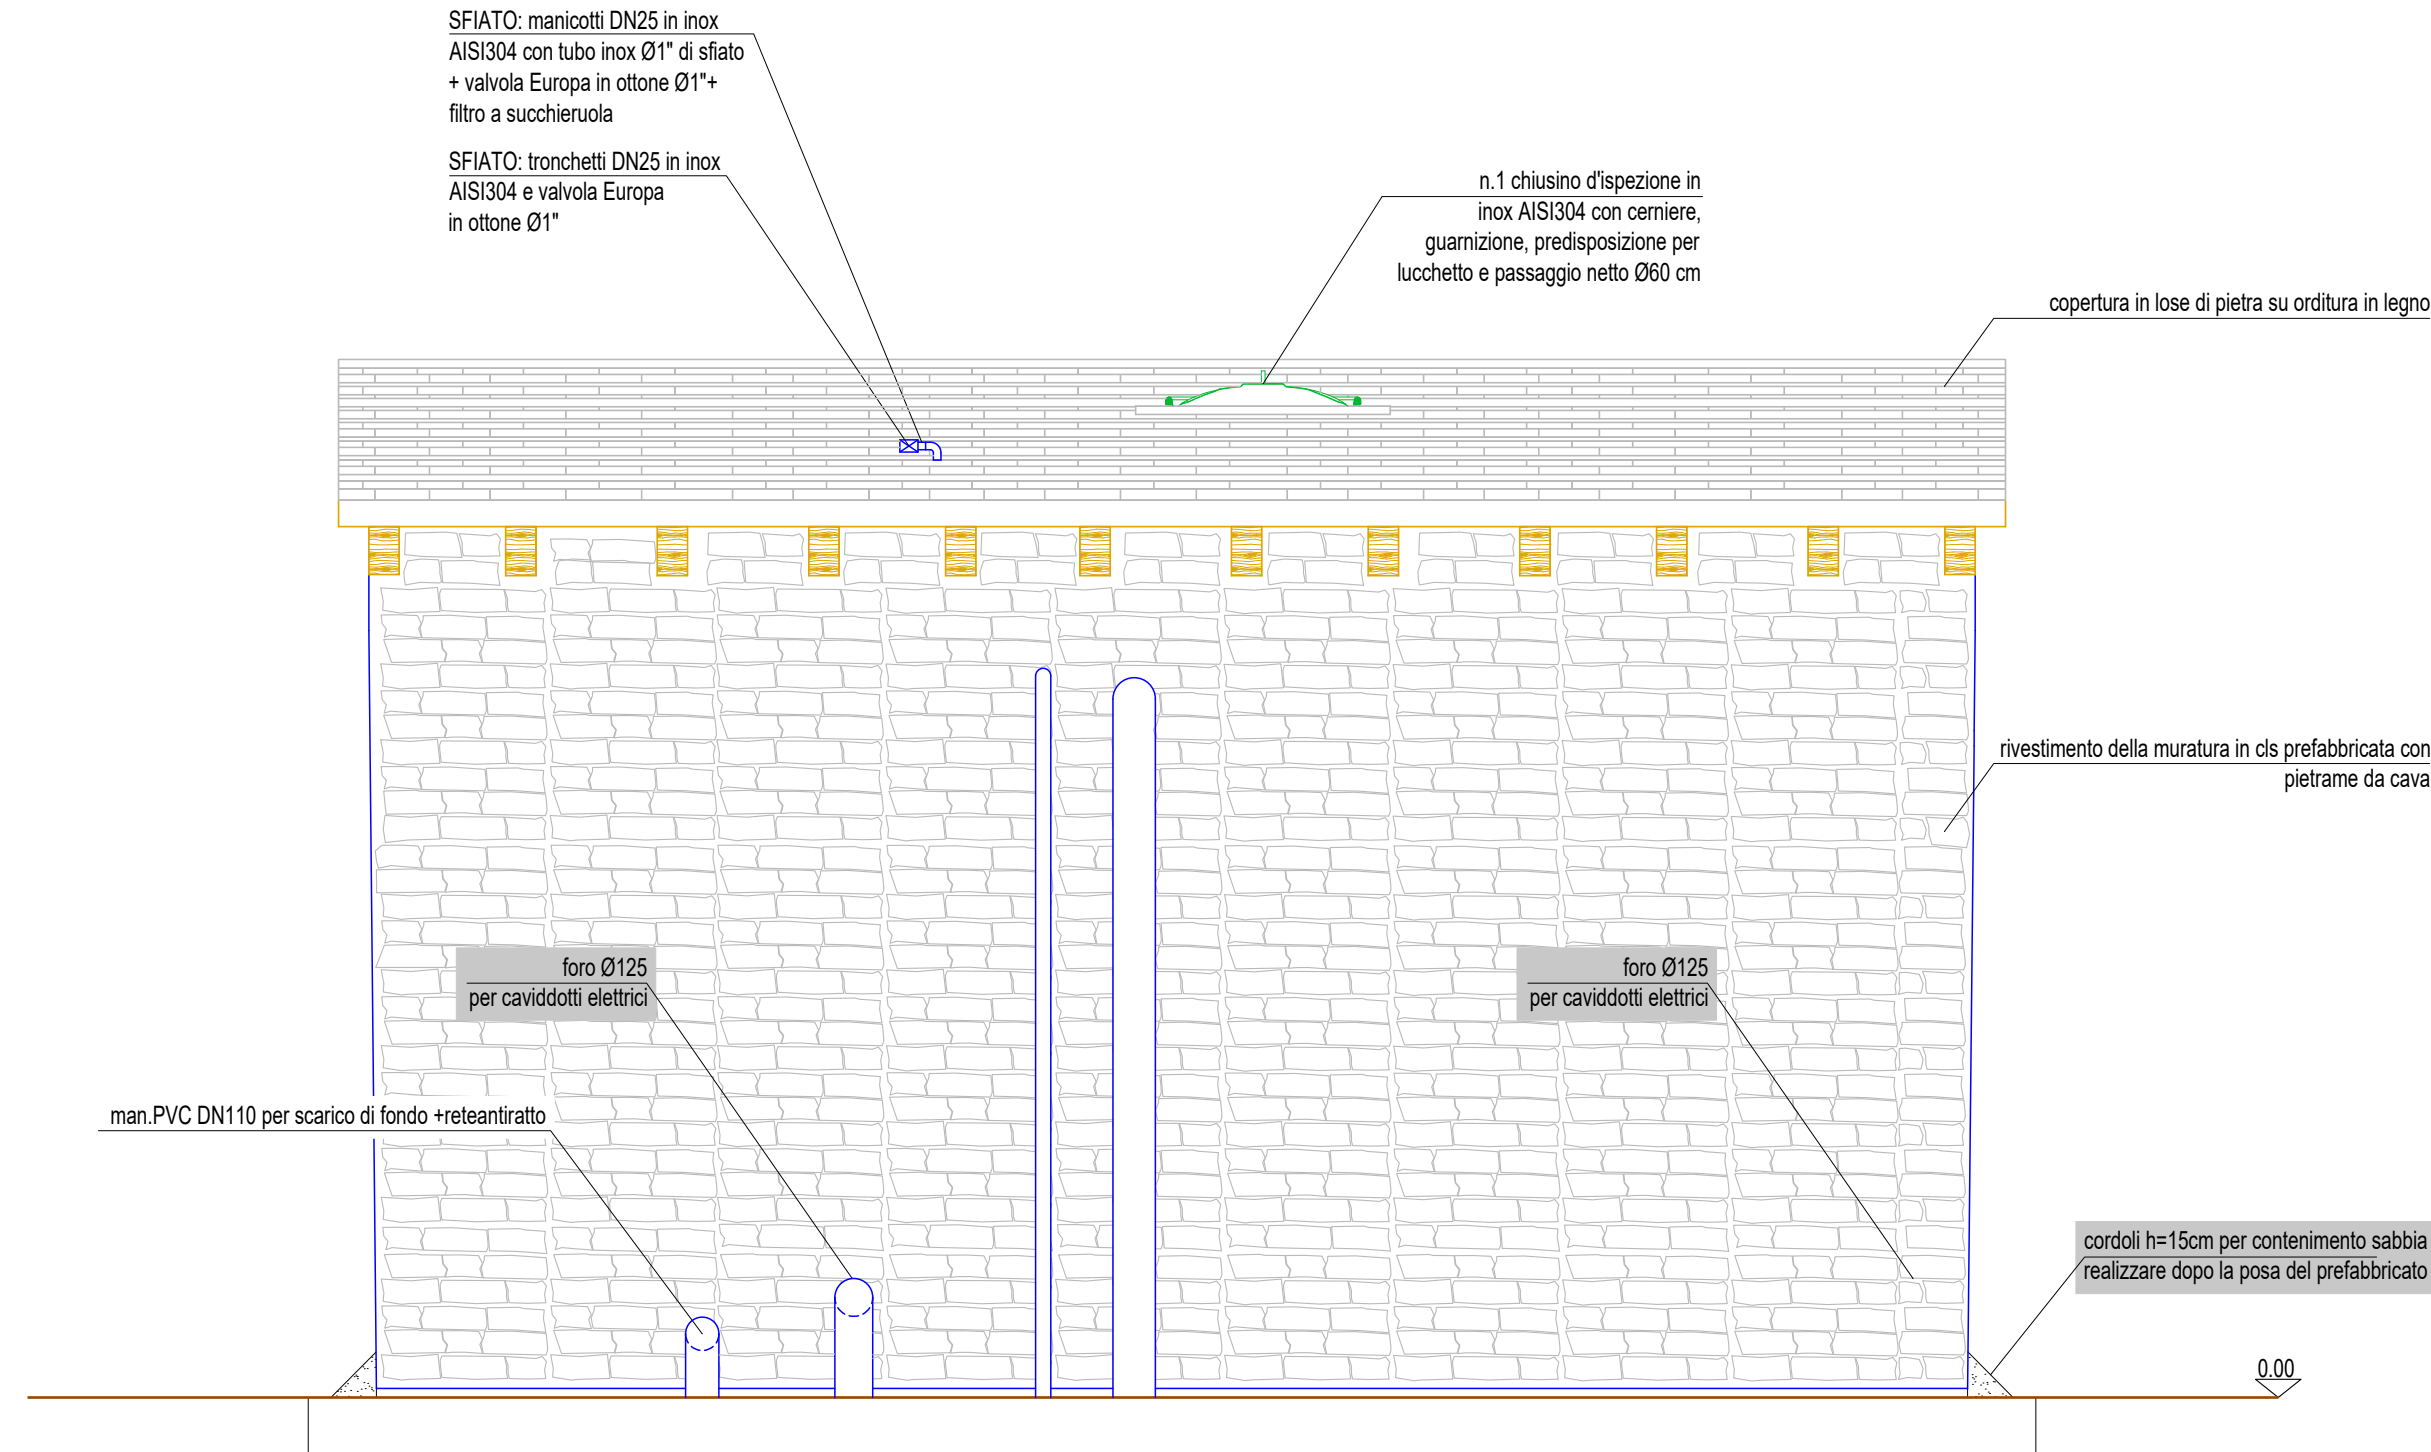 SFIATO: manicotti DN25 in inox
AISI304 con tubo inox Ø1" di sfiato
+ valvola Europa in ottone Ø1"+
filtro a succhieruola
SFIATO: tronchetti DN25 in inox
AISI304 e valvola Europa
in ottone Ø1"
n.1 chiusino d'ispezione in
inox AISI304 con cerniere,
guarnizione, predisposizione per
lucchetto e passaggio netto Ø60 cm
copertura in lose di pietra su orditura in legno
rivestimento della muratura in cls prefabbricata con
pietrame da cava
foro Ø125
per caviddotti elettrici
foro Ø125
per caviddotti elettrici
man.PVC DN110 per scarico di fondo +reteantiratto
cordoli h=15cm per contenimento sabbia
realizzare dopo la posa del prefabbricato
0.00